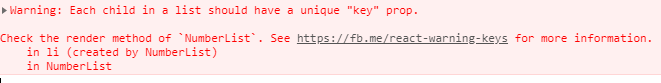 ▶Warning: Each child in a list should have a unique "key" prop.
Check the render method of `NumberList`. See https://fb.me/react-warning-keys for more information.
    in li (created by NumberList)
    in NumberList